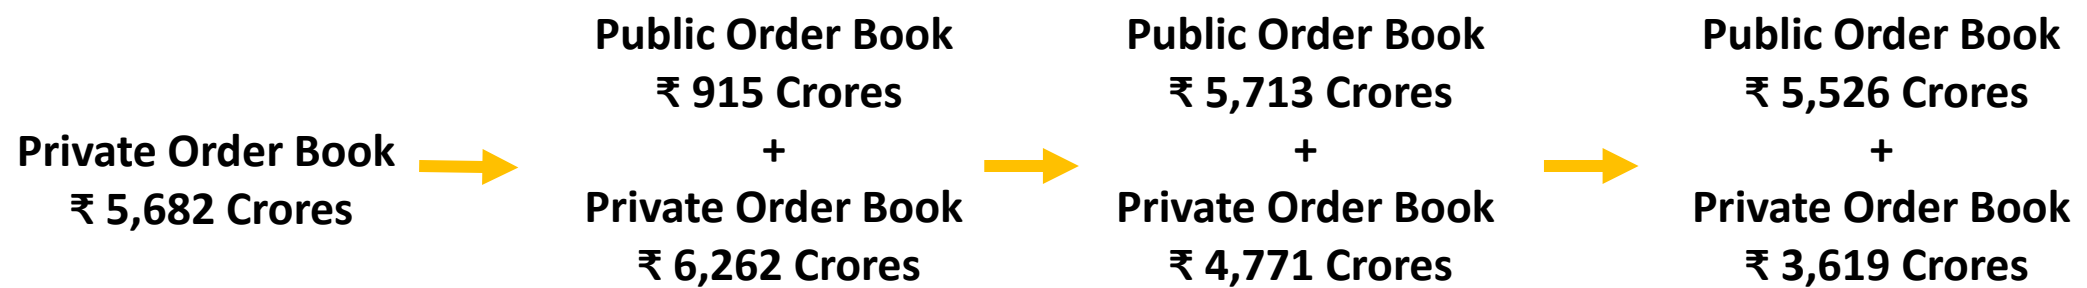 Private Order Book
₹ 5,682 Crores
Public Order Book
₹ 915 Crores
+
Private Order Book
₹ 6,262 Crores
Public Order Book
₹ 5,713 Crores
+
Private Order Book
₹ 4,771 Crores
Public Order Book
₹ 5,526 Crores
+
Private Order Book
₹ 3,619 Crores